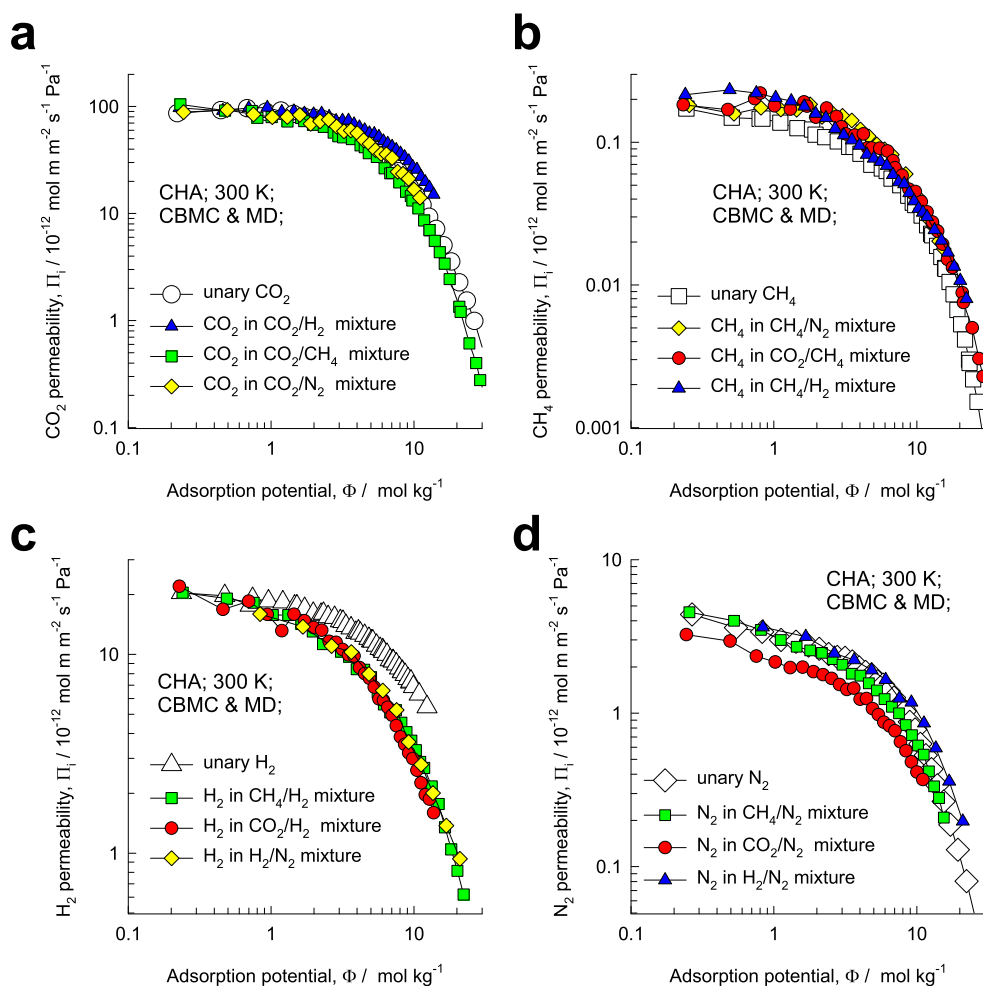 a
CO2 permeability, Πi / 10-12 mol m m-2 s-1 Pa-1
100
10
1
0.1
CHA; 300 K;
CBMC & MD;
unary CO2
CO2 in CO2/H2 mixture
CO2 in CO2/CH4 mixture
CO2 in CO2/N2 mixture
0.1
1
10
Adsorption potential, Φ / mol kg-1
b
CH4 permeability, Πi / 10-12 mol m m-2 s-1 Pa-1
0.1
0.01
0.001
CHA; 300 K;
CBMC & MD;
unary CH4
CH4 in CH4/N2 mixture
CH4 in CO2/CH4 mixture
CH4 in CH4/H2 mixture
0.1
1
10
Adsorption potential, Φ / mol kg-1
c
H2 permeability, Πi / 10-12 mol m m-2 s-1 Pa-1
10
1
CHA; 300 K;
CBMC & MD;
unary H2
H2 in CH4/H2 mixture
H2 in CO2/H2 mixture
H2 in H2/N2 mixture
0.1
1
10
Adsorption potential, Φ / mol kg-1
d
N2 permeability, Πi / 10-12 mol m m-2 s-1 Pa-1
10
1
0.1
CHA; 300 K;
CBMC & MD;
unary N2
N2 in CH4/N2 mixture
N2 in CO2/N2 mixture
N2 in H2/N2 mixture
0.1
1
10
Adsorption potential, Φ / mol kg-1